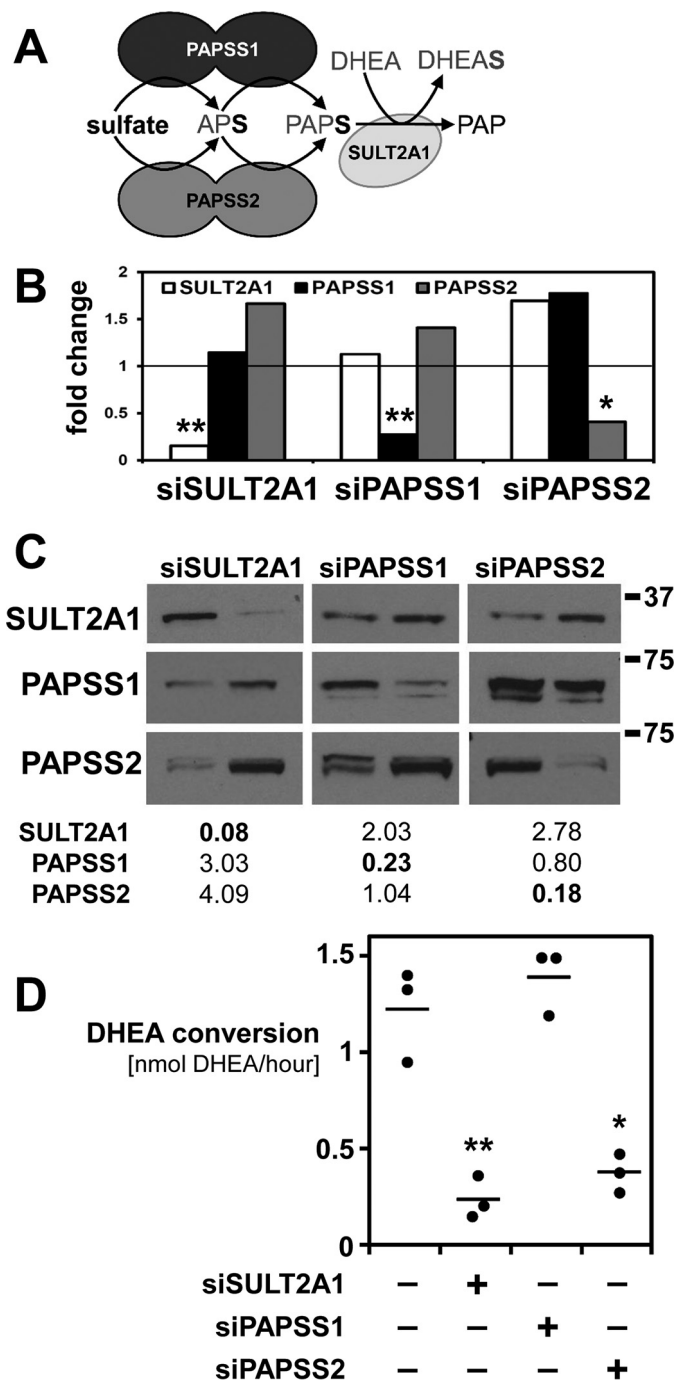 A
PAPSS1
DHEA DHEAS
sulfate APS PAPS PAP
SULT2A1
PAPSS2
B
fold change
2
SULT2A1 PAPSS1 PAPSS2
1.5
1
0.5
0
** ** *
siSULT2A1 siPAPSS1 siPAPSS2
C
siSULT2A1 siPAPSS1 siPAPSS2
SULT2A1 37
PAPSS1 75
PAPSS2 75
SULT2A1 0.08 2.03 2.78
PAPSS1 3.03 0.23 0.80
PAPSS2 4.09 1.04 0.18
D
DHEA conversion
[nmol DHEA/hour]
1.5
1
0.5
0
** *
siSULT2A1 – + – –
siPAPSS1 – – + –
siPAPSS2 – – – +